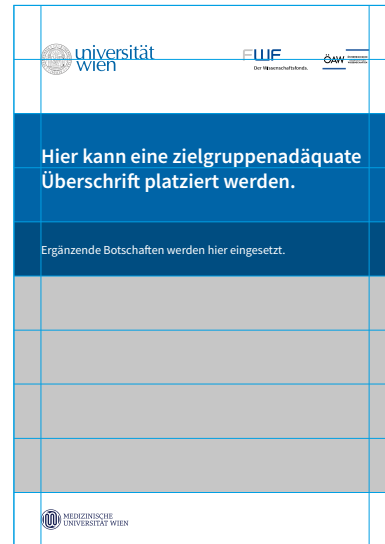 universität
wien
FWF
Der Wissenschaftsfonds.
ÖAW
Hier kann eine zielgruppenadäquate
Überschrift platziert werden.
Ergänzende Botschaften werden hier eingesetzt.
MEDIZINISCHE
UNIVERSITÄT WIEN